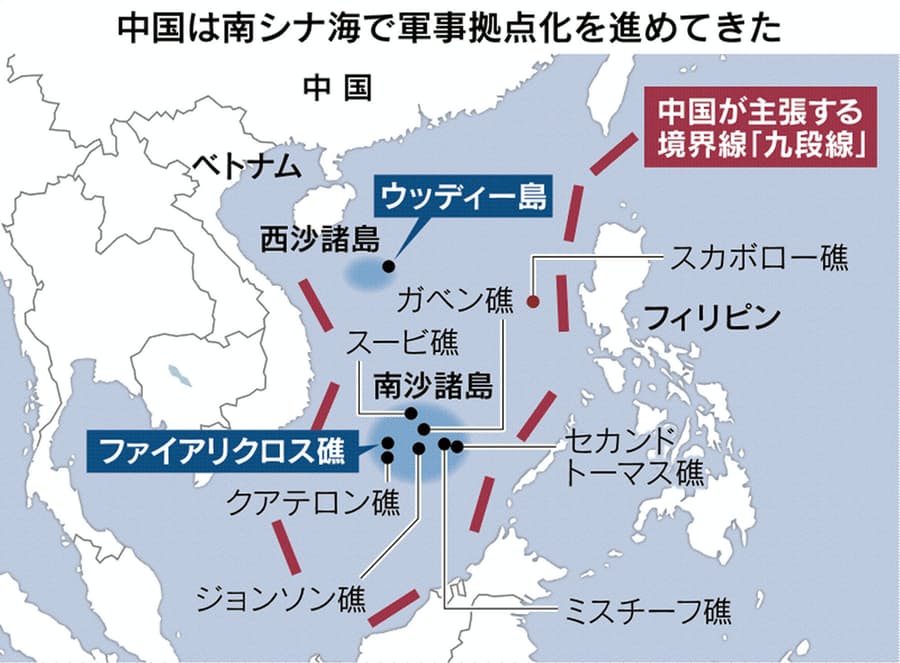 中国は南シナ海で軍事拠点化を進めてきた
中国
中国が主張する
境界線「九段線」
ベトナム
ウッディー島
西沙諸島
スカボロー礁
ガベン礁
フィリピン
スービ礁
南沙諸島
ファイアリクロス礁
セカンド
トーマス礁
クアテロン礁
ジョンソン礁
ミスチーフ礁